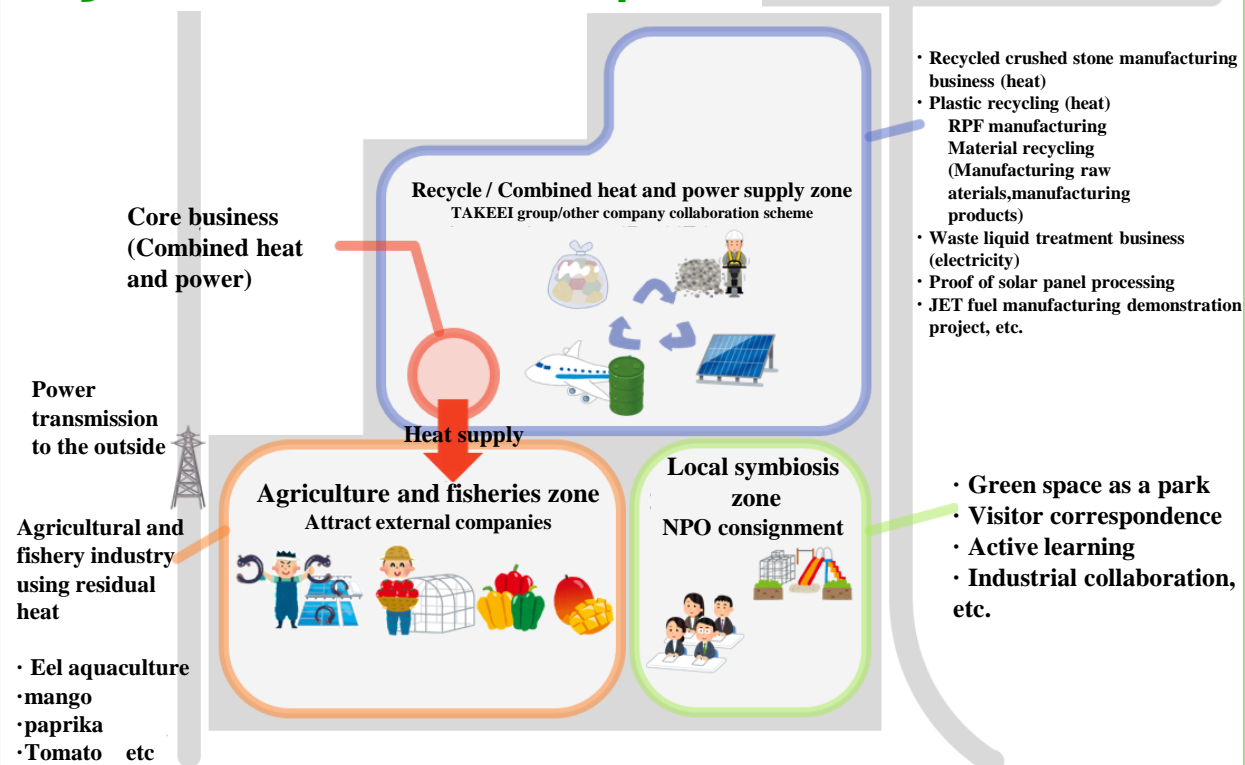 Recycle / Combined heat and power supply zone
TAKEEI group/other company collaboration scheme
Core business
(Combined heat
and power)
Heat supply
Power
transmission
to the outside
Agriculture and fisheries zone
Attract external companies
Agricultural and
fishery industry
using residual
heat
· Eel aquaculture
·mango
·paprika
·Tomato etc
Local symbiosis
zone
NPO consignment
· Recycled crushed stone manufacturing
business (heat)
· Plastic recycling (heat)
RPF manufacturing
Material recycling
(Manufacturing raw
aterials,manufacturing
products)
· Waste liquid treatment business
(electricity)
· Proof of solar panel processing
· JET fuel manufacturing demonstration
project, etc.
· Green space as a park
· Visitor correspondence
· Active learning
· Industrial collaboration,
etc.